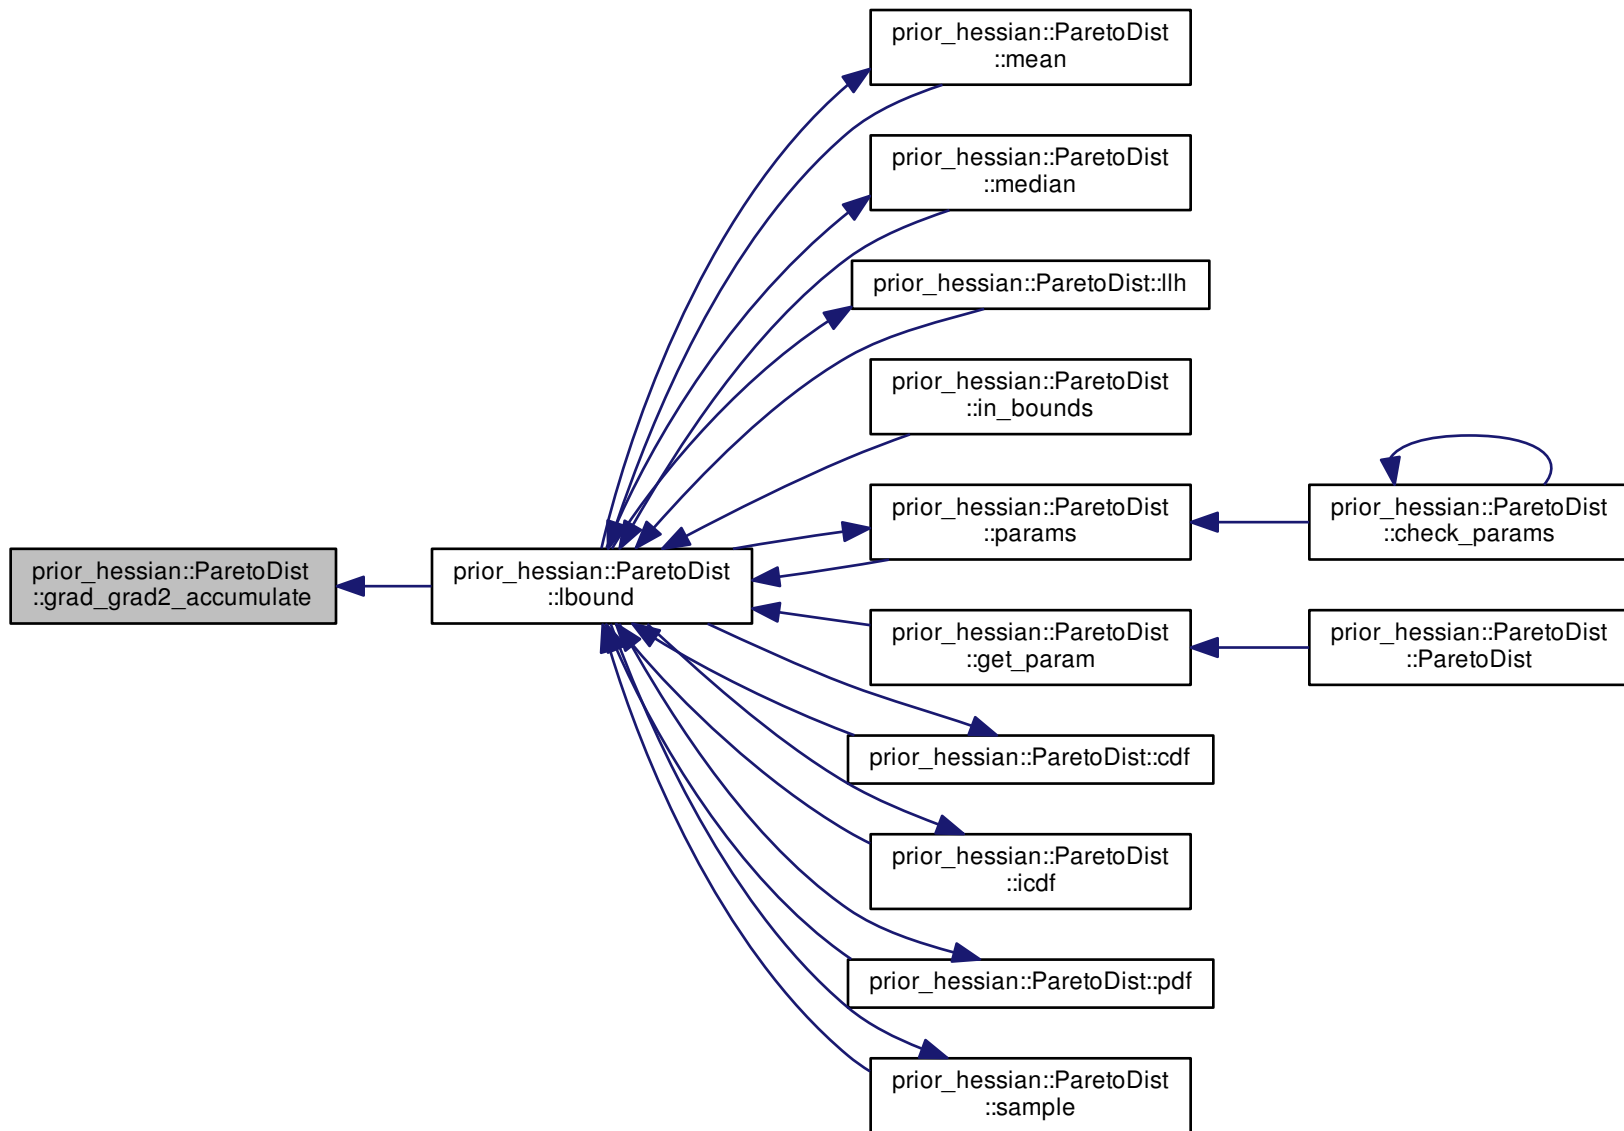 prior_hessian::ParetoDist
::mean
prior_hessian::ParetoDist
::median
prior_hessian::ParetoDist::llh
prior_hessian::ParetoDist
::in_bounds
prior_hessian::ParetoDist
::params
prior_hessian::ParetoDist
::check_params
prior_hessian::ParetoDist
::grad_grad2_accumulate
prior_hessian::ParetoDist
::lbound
prior_hessian::ParetoDist
::get_param
prior_hessian::ParetoDist
::ParetoDist
prior_hessian::ParetoDist::cdf
prior_hessian::ParetoDist
::icdf
prior_hessian::ParetoDist::pdf
prior_hessian::ParetoDist
::sample